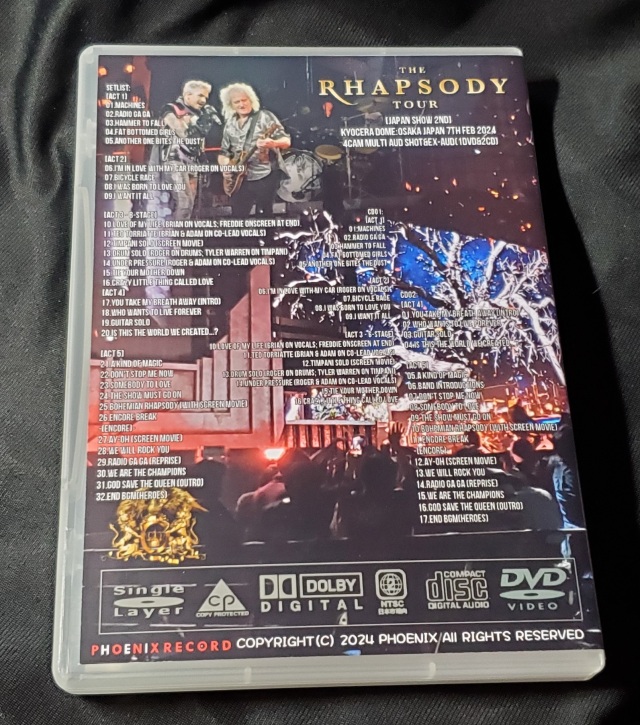 THE
RHAPSODY
TOUR
[JAPAN SHOW 2ND]
KYOCERA DOME:OSAKA JAPAN 7TH FEB 2024
4CAM MULTI AUD SHOT&EX-AUD(1DVD&2CD)
SETLIST:
[ACT 1]
01.MACHINES
02.RADIO GA GA
03.HAMMER TO FALL
04.FAT BOTTOMED GIRLS
05.ANOTHER ONE BITES THE DUST
[ACT 2]
06.I'M IN LOVE WITH MY CAR (ROGER ON VOCALS)
07.BICYCLE RACE
08.I WAS BORN TO LOVE YOU
09.I WANT IT ALL
[ACT 3 - B-STAGE]
10.LOVE OF MY LIFE (BRIAN ON VOCALS; FREDDIE ONSCREEN AT END)
11.TEO TORRIATTE (BRIAN & ADAM ON CO-LEAD VOCALS)
12.TIMPANI SOLO (SCREEN MOVIE)
13.DRUM SOLO (ROGER ON DRUMS; TYLER WARREN ON TIMPANI)
14.UNDER PRESSURE (ROGER & ADAM ON CO-LEAD VOCALS)
15.TIE YOUR MOTHER DOWN
16.CRAZY LITTLE THING CALLED LOVE
[ACT 4]
17.YOU TAKE MY BREATH AWAY (INTRO)
18.WHO WANTS TO LIVE FOREVER
19.GUITAR SOLO
20.IS THIS THE WORLD WE CREATED...?
[ACT 5]
21.A KIND OF MAGIC
22.DON'T STOP ME NOW
23.SOMEBODY TO LOVE
24.THE SHOW MUST GO ON
25.BOHEMIAN RHAPSODY (WITH SCREEN MOVIE)
26.ENCORE BREAK
(ENCORE)
27.AY-OH (SCREEN MOVIE)
28.WE WILL ROCK YOU
29.RADIO GA GA (REPRISE)
30.WE ARE THE CHAMPIONS
31.GOD SAVE THE QUEEN (OUTRO)
32.END BGM(HEROES)
CD01:
[ACT 1]
01.MACHINES
02.RADIO GA GA
03.HAMMER TO FALL
04.FAT BOTTOMED GIRLS
05.ANOTHER ONE BITES THE DUST
[ACT 2]
06.I'M IN LOVE WITH MY CAR (ROGER ON VOCALS)
07.BICYCLE RACE
08.I WAS BORN TO LOVE YOU
09.I WANT IT ALL
[ACT 3 - B-STAGE]
10.LOVE OF MY LIFE (BRIAN ON VOCALS; FREDDIE ONSCREEN AT END)
11.TEO TORRIATTE (BRIAN & ADAM ON CO-LEAD VOCALS)
12.TIMPANI SOLO (SCREEN MOVIE)
13.DRUM SOLO (ROGER ON DRUMS; TYLER WARREN ON TIMPANI)
14.UNDER PRESSURE (ROGER & ADAM ON CO-LEAD VOCALS)
15.TIE YOUR MOTHER DOWN
16.CRAZY LITTLE THING CALLED LOVE
CD02:
[ACT 4]
01.YOU TAKE MY BREATH AWAY (INTRO)
02.WHO WANTS TO LIVE FOREVER
03.GUITAR SOLO
04.IS THIS THE WORLD WE CREATED
05.A KIND OF MAGIC
06.BAND INTRODUCTIONS
07.DON'T STOP ME NOW
08.SOMEBODY TO LOVE
09.THE SHOW MUST GO ON
10.BOHEMIAN RHAPSODY (WITH SCREEN MOVIE)
11.ENCORE BREAK
(ENCORE)
12.AY-OH (SCREEN MOVIE)
13.WE WILL ROCK YOU
14.RADIO GA GA (REPRISE)
15.WE ARE THE CHAMPIONS
16.GOD SAVE THE QUEEN (OUTRO)
17.END BGM(HEROES)
Single
Layer
CP
COPY PROTECTED
DOLBY
DIGITAL
2
NTSC
COMPACT
disc
DIGITAL AUDIO
DVD
VIDEO
PHOENIXRECORD COPYRIGHT(C) 2024 PHOENIX/All RIGHTS RESERVED